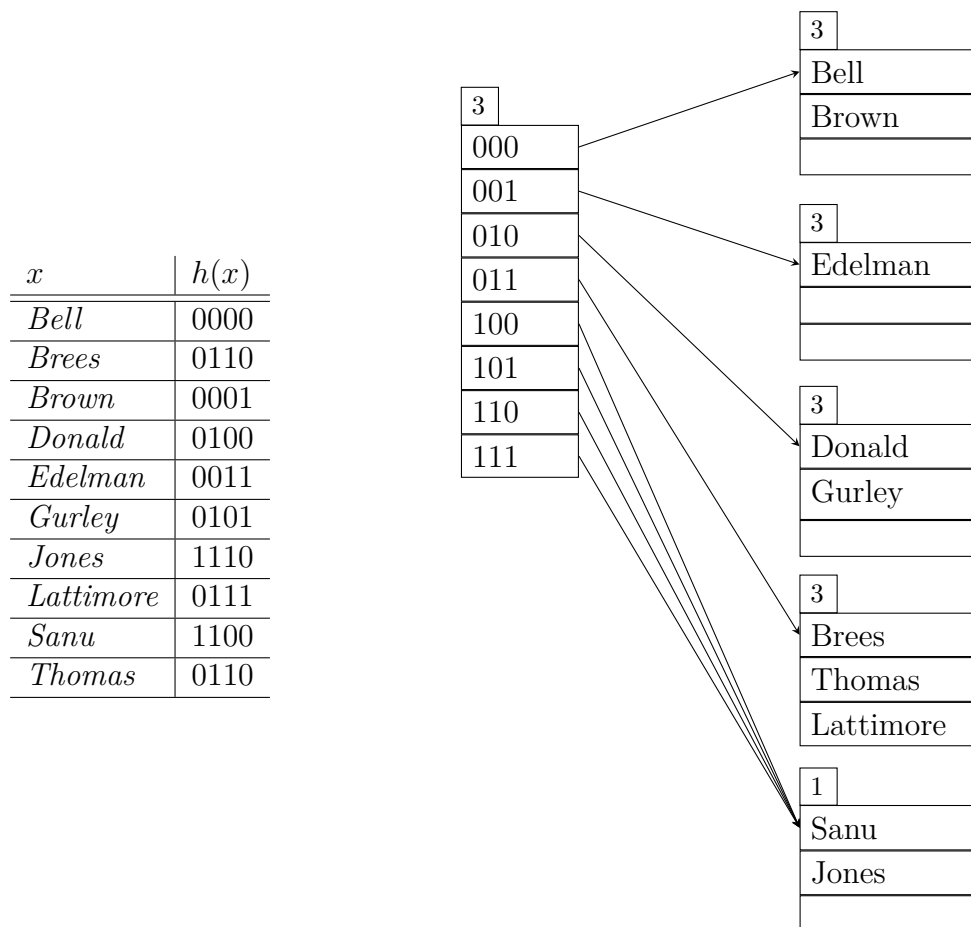 x h(x)
Bell 0000
Brees 0110
Brown 0001
Donald 0100
Edelman 0011
Gurley 0101
Jones 1110
Lattimore 0111
Sanu 1100
Thomas 0110
3
000
001
010
011
100
101
110
111
3
Bell
Brown
3
Edelman
3
Donald
Gurley
3
Brees
Thomas
Lattimore
1
Sanu
Jones